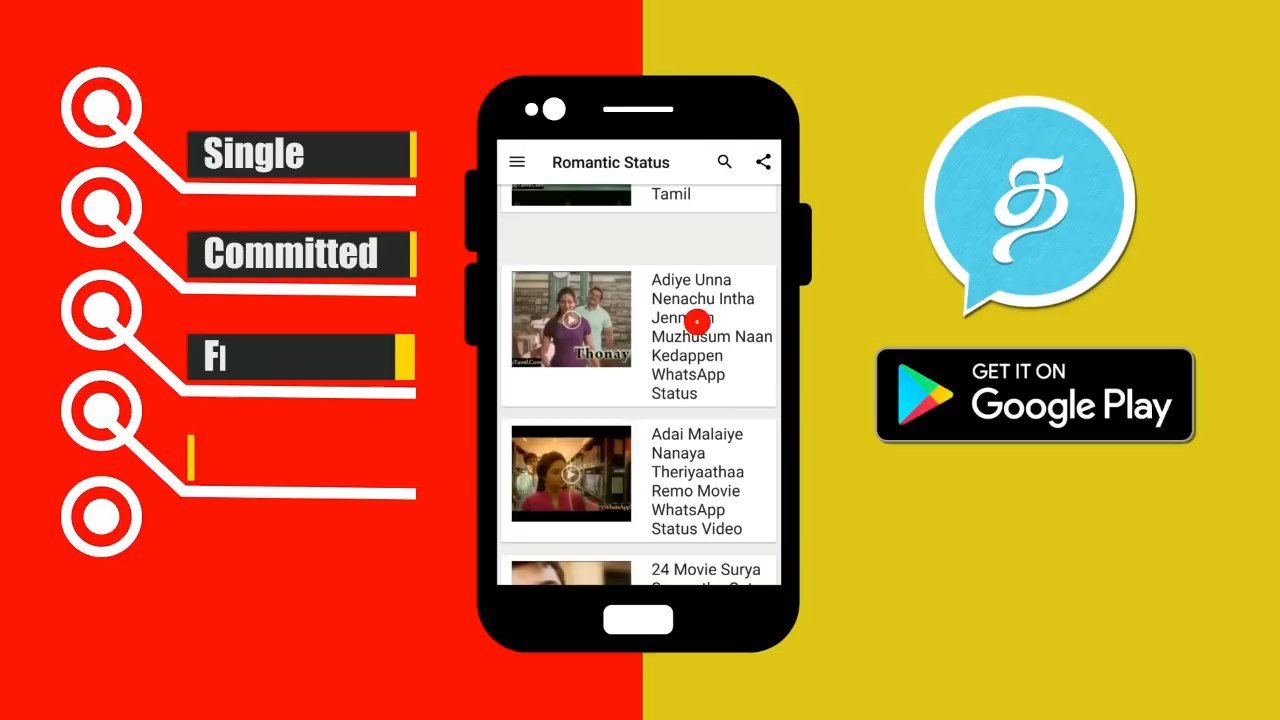 Single
Committed
Romantic Status
Tamil
Adiye Unna
Nenachu Intha
Muzhusum Naan
Kedappen
WhatsApp
Status
Thonay
Adai Malaiye
Nanaya
Theriyaathaa
Remo Movie
WhatsApp
Status Video
WhatsApp
24 Movie Surya
த
GET IT ON
Google Play